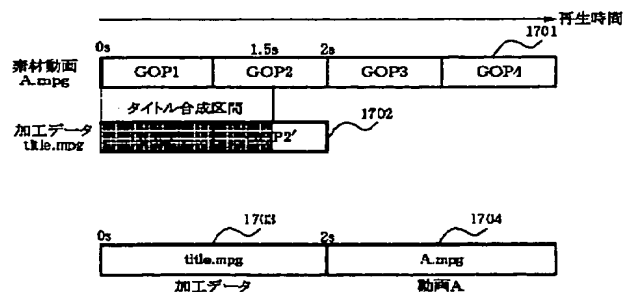 再生時間
0s 1.5s 2s 1701
素材動画
A.mpg
GOP1 GOP2 GOP3 GOP4
タイトル合成区間
加工データ
title.mpg
1702
1703 1704
0s 2s
title.mpg A.mpg
加工データ 動画A